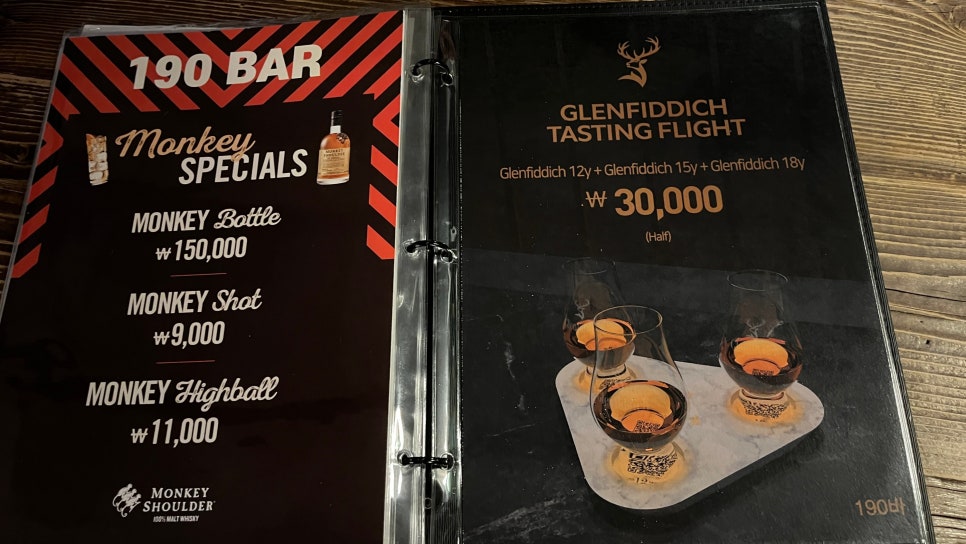 190 BAR
Monkey
SPECIALS
MONKEY Bottle
₩150,000
MONKEY Shot
₩9,000
MONKEY Highball
₩11,000
MONKEY
SHOULDER
100% MALT WHISKY
GLENFIDDICH
TASTING FLIGHT
Glenfiddich 12y + Glenfiddich 15y + Glenfiddich 18y
₩ 30,000
(Half)
12
190바